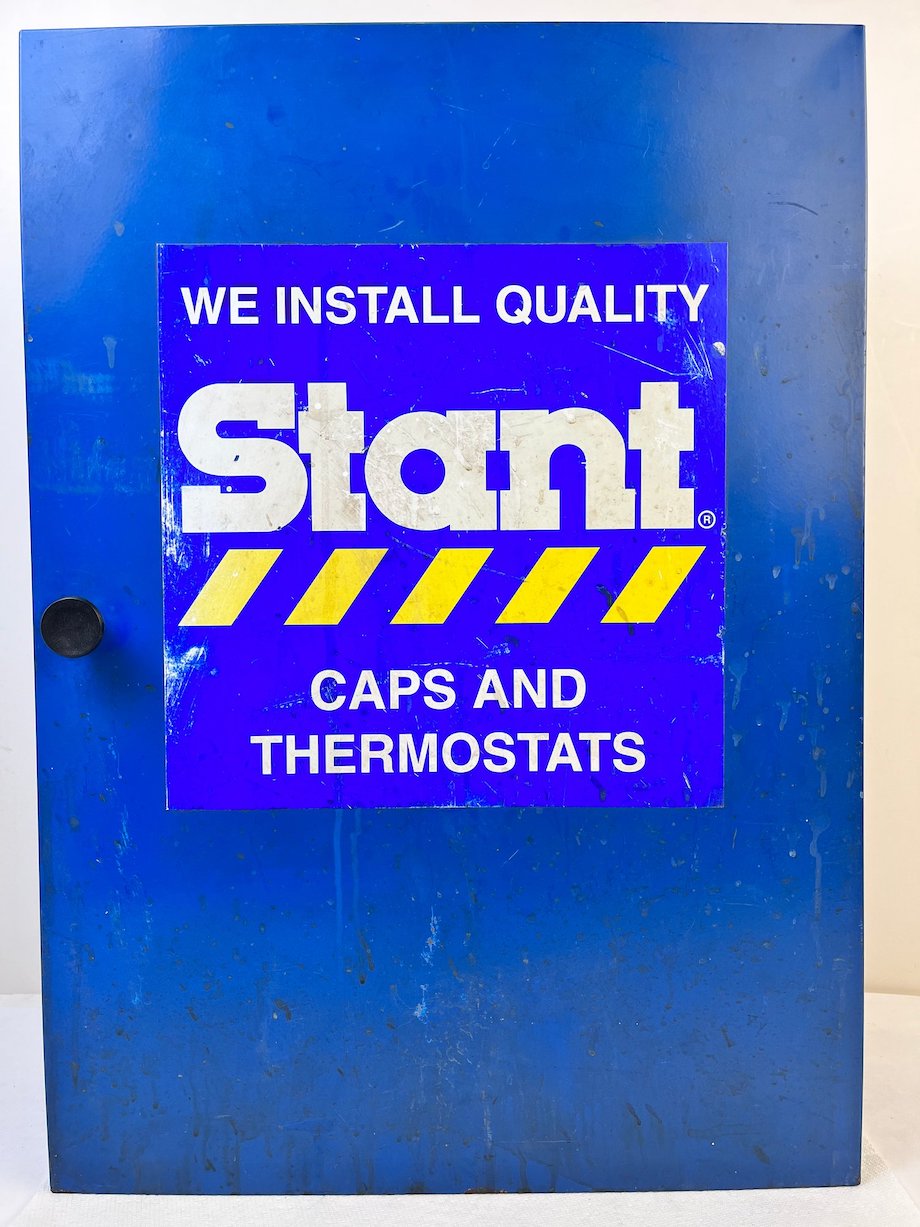 WE INSTALL QUALITY
Stant®
CAPS AND
THERMOSTATS